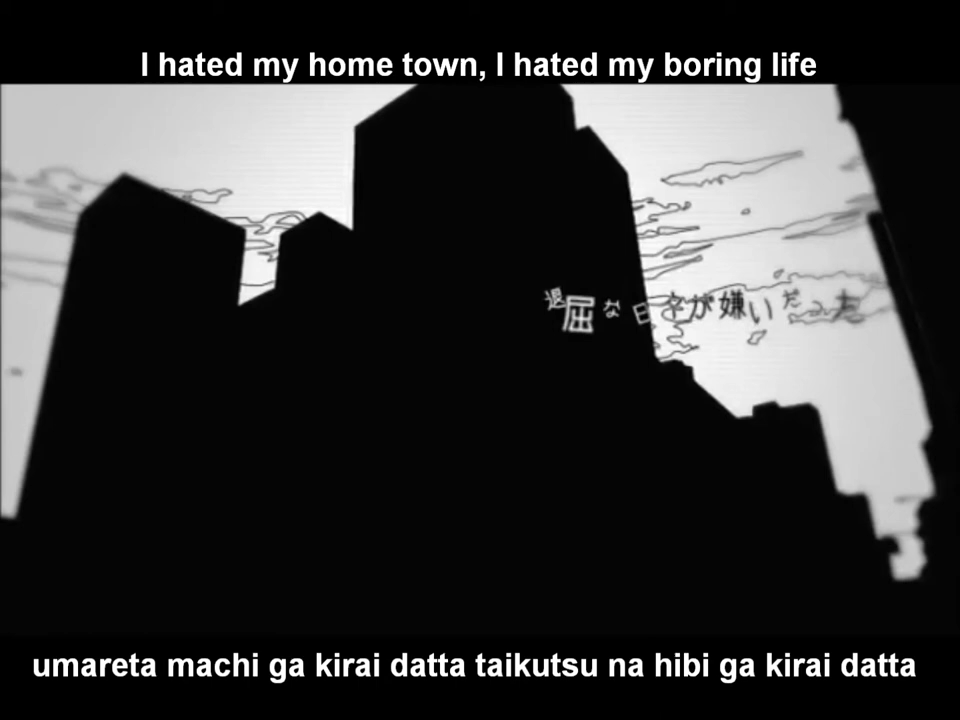 I hated my home town, I hated my boring life
退屈な日々が嫌いだった
umareta machi ga kirai datta taikutsu na hibi ga kirai datta